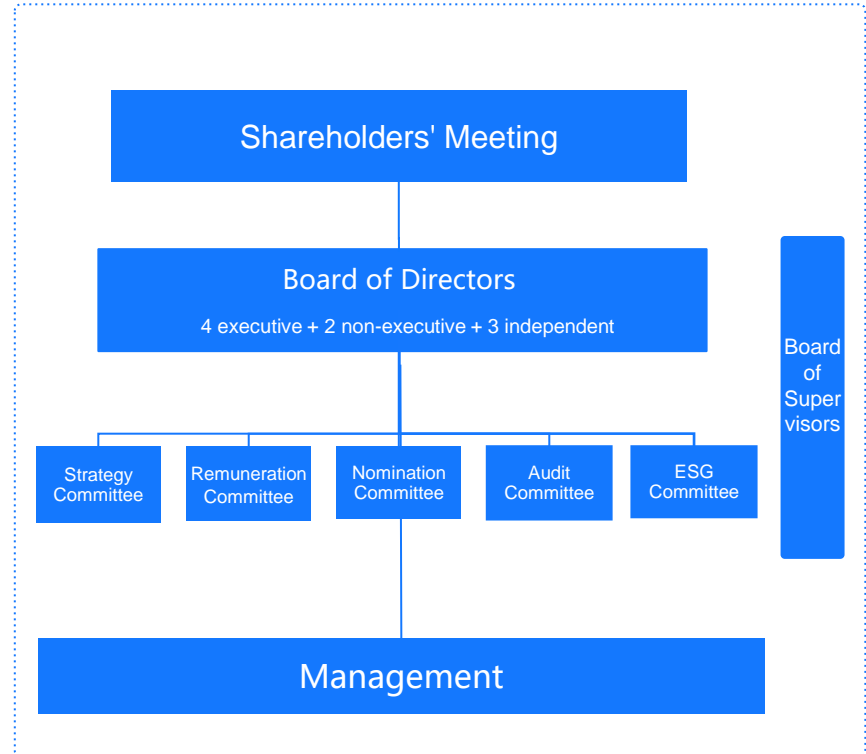 Shareholders' Meeting
Board of Directors
4 executive + 2 non-executive + 3 independent
Board
of
Super
visors
Strategy
Committee
Remuneration
Committee
Nomination
Committee
Audit
Committee
ESG
Committee
Management